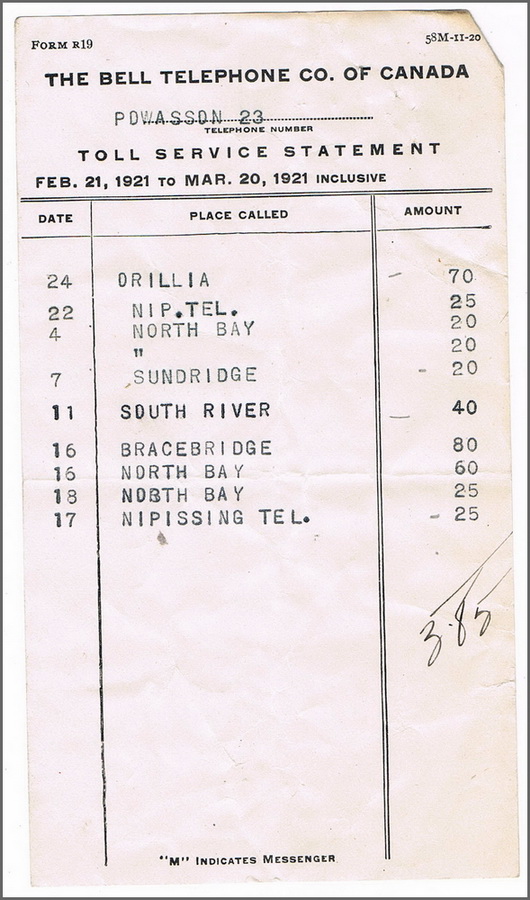 FORM R19 58M-11-20
THE BELL TELEPHONE CO. OF CANADA
POWASSON 23
TELEPHONE NUMBER
TOLL SERVICE STATEMENT
FEB. 21, 1921 TO MAR. 20, 1921 INCLUSIVE
DATE PLACE CALLED AMOUNT
24 ORILLIA - 70
22 NIP.TEL. 25
4 NORTH BAY 20
" 20
7 SUNDRIDGE - 20
11 SOUTH RIVER - 40
16 BRACEBRIDGE 80
16 NORTH BAY 60
18 NORTH BAY 25
17 NIPISSING TEL. - 25
3.85
"M" INDICATES MESSENGER